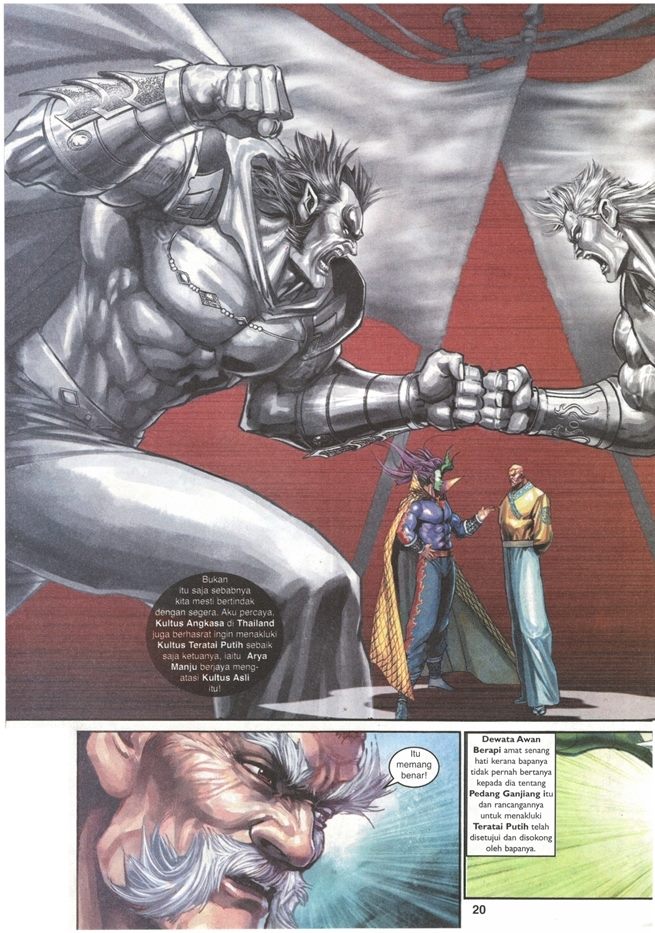 Bukan
itu saja sebabnya
kita mesti bertindak
dengan segera. Aku percaya,
Kultus Angkasa di Thailand
juga berhasrat ingin menakluki
Kultus Teratai Putih sebaik
saja ketuanya, iaitu Arya
Manju berjaya meng-
atasi Kultus Asli
itu!
Itu
memang
benar!
Dewata Awan
Berapi amat senang
hati kerana bapanya
tidak pernah bertanya
kepada dia tentang
Pedang Ganjiang itu
dan rancangannya
untuk menakluki
Teratai Putih telah
disetujui dan disokong
oleh bapanya.
20